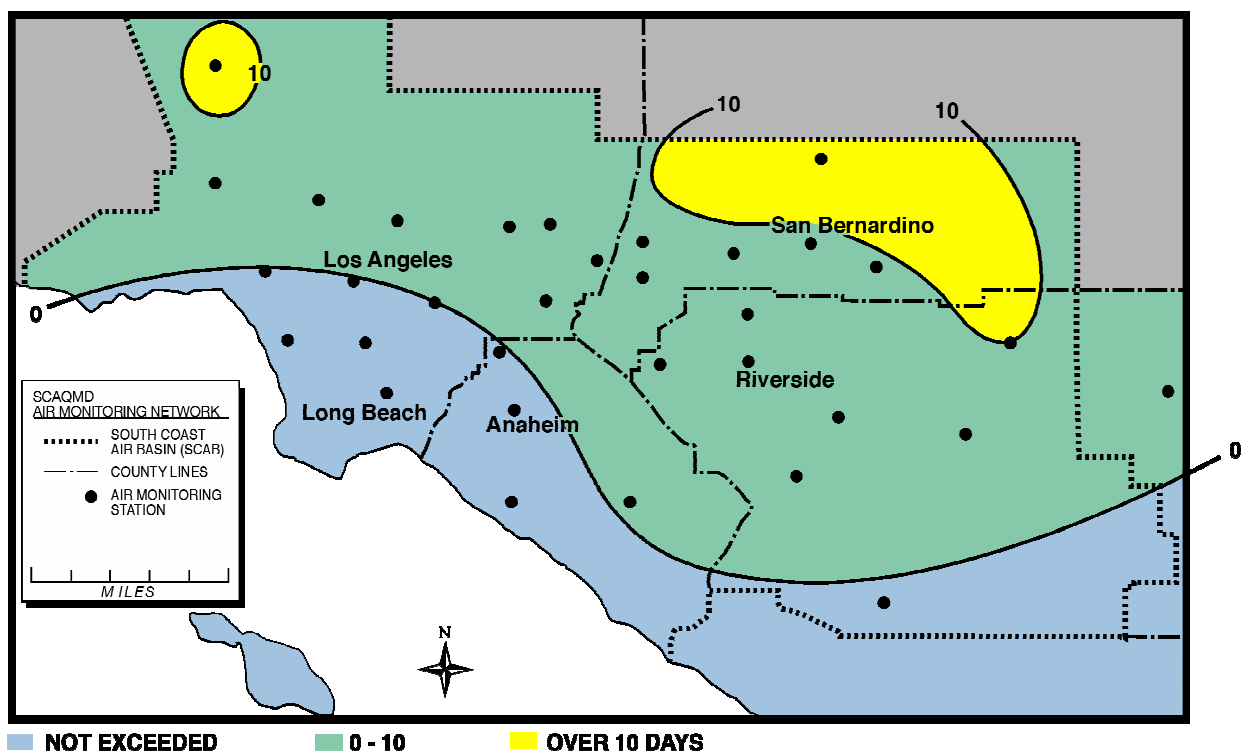 10
10
10
San Bernardino
Los Angeles
0
Riverside
SCAQMD
AIR MONITORING NETWORK
SOUTH COAST
AIR BASIN (SCAR)
COUNTY LINES
AIR MONITORING
STATION
MILES
Long Beach
Anaheim
0
N
NOT EXCEEDED
0 - 10
OVER 10 DAYS